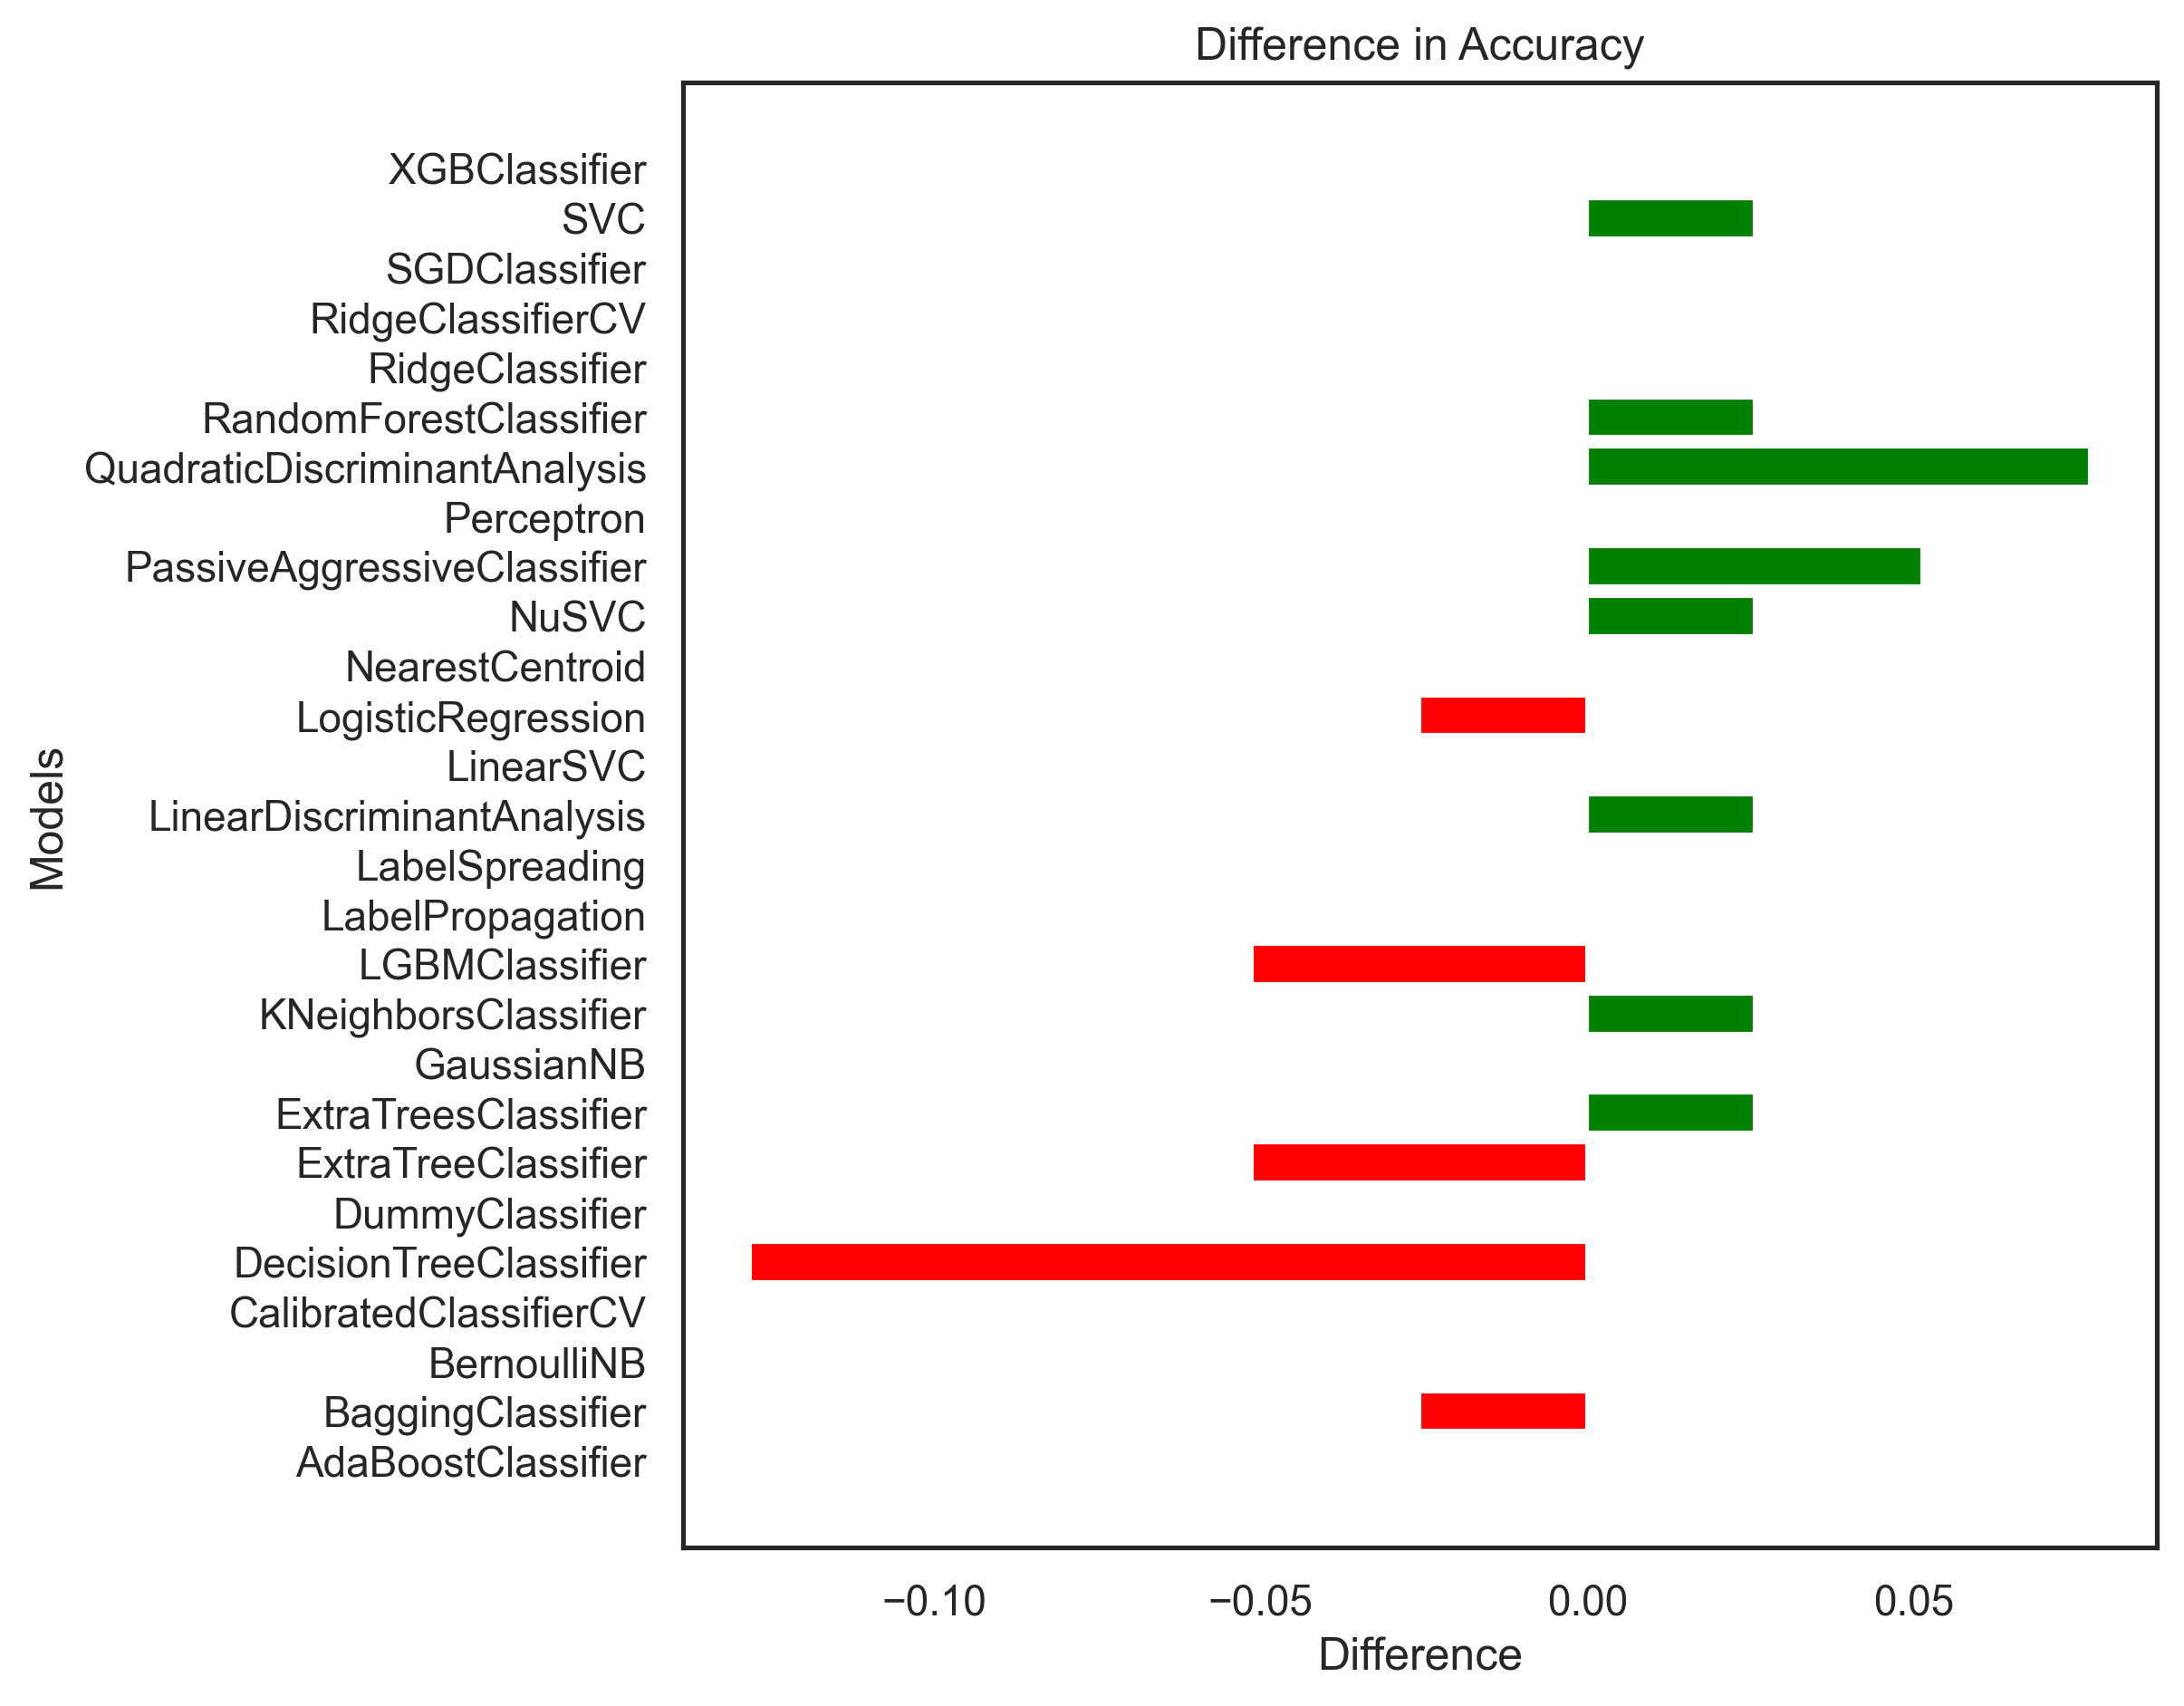 Difference in Accuracy
XGBClassifier
SVC
SGDClassifier
RidgeClassifierCV
RidgeClassifier
RandomForestClassifier
QuadraticDiscriminantAnalysis
Perceptron
PassiveAggressiveClassifier
NuSVC
NearestCentroid
LogisticRegression
LinearSVC
LinearDiscriminantAnalysis
LabelSpreading
LabelPropagation
LGBMClassifier
KNeighborsClassifier
GaussianNB
ExtraTreesClassifier
ExtraTreeClassifier
DummyClassifier
DecisionTreeClassifier
CalibratedClassifierCV
BernoulliNB
BaggingClassifier
AdaBoostClassifier
Models
−0.10 −0.05 0.00 0.05
Difference